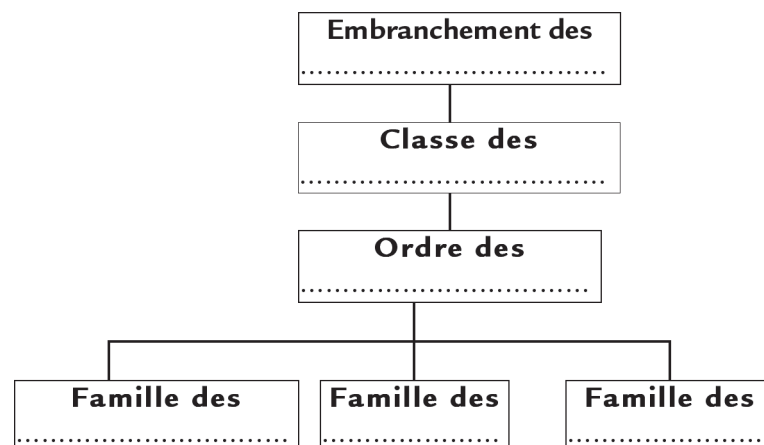 Embranchement des
....................................
Classe des
....................................
Ordre des
..................................
Famille des Famille des Famille des
................................ ..................... .......................